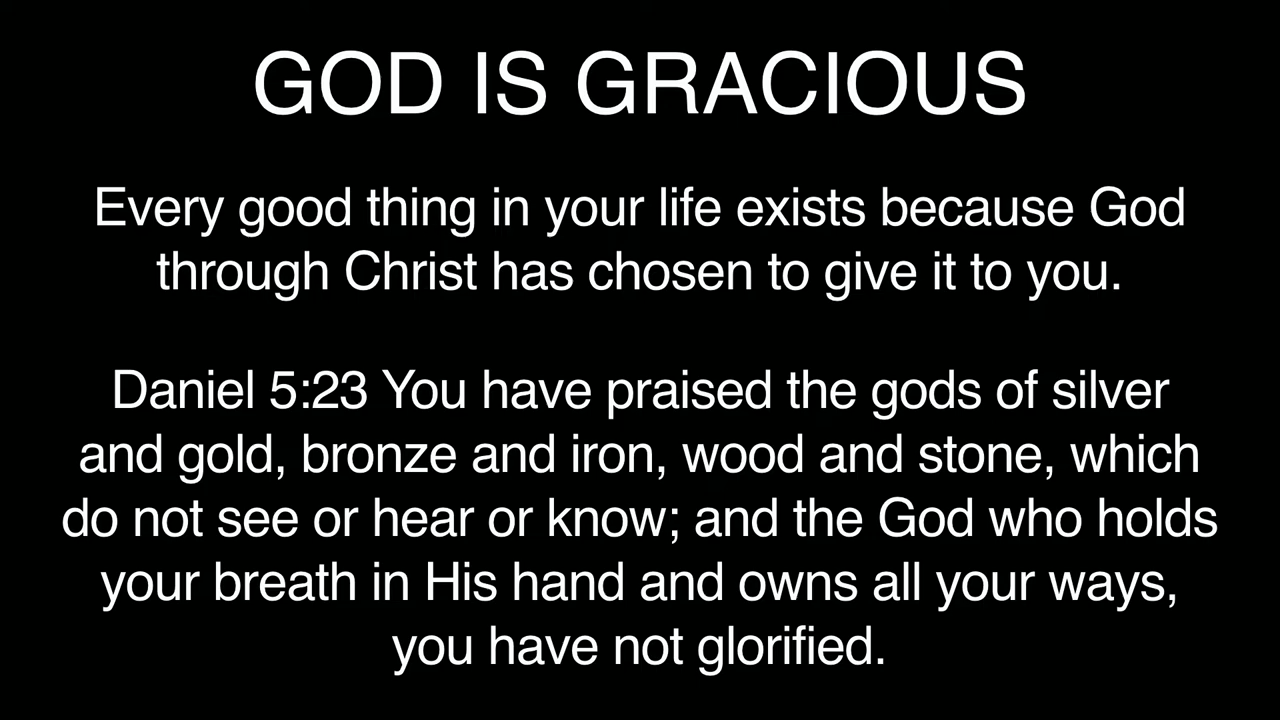 GOD IS GRACIOUS
Every good thing in your life exists because God
through Christ has chosen to give it to you.
Daniel 5:23 You have praised the gods of silver
and gold, bronze and iron, wood and stone, which
do not see or hear or know; and the God who holds
your breath in His hand and owns all your ways,
you have not glorified.